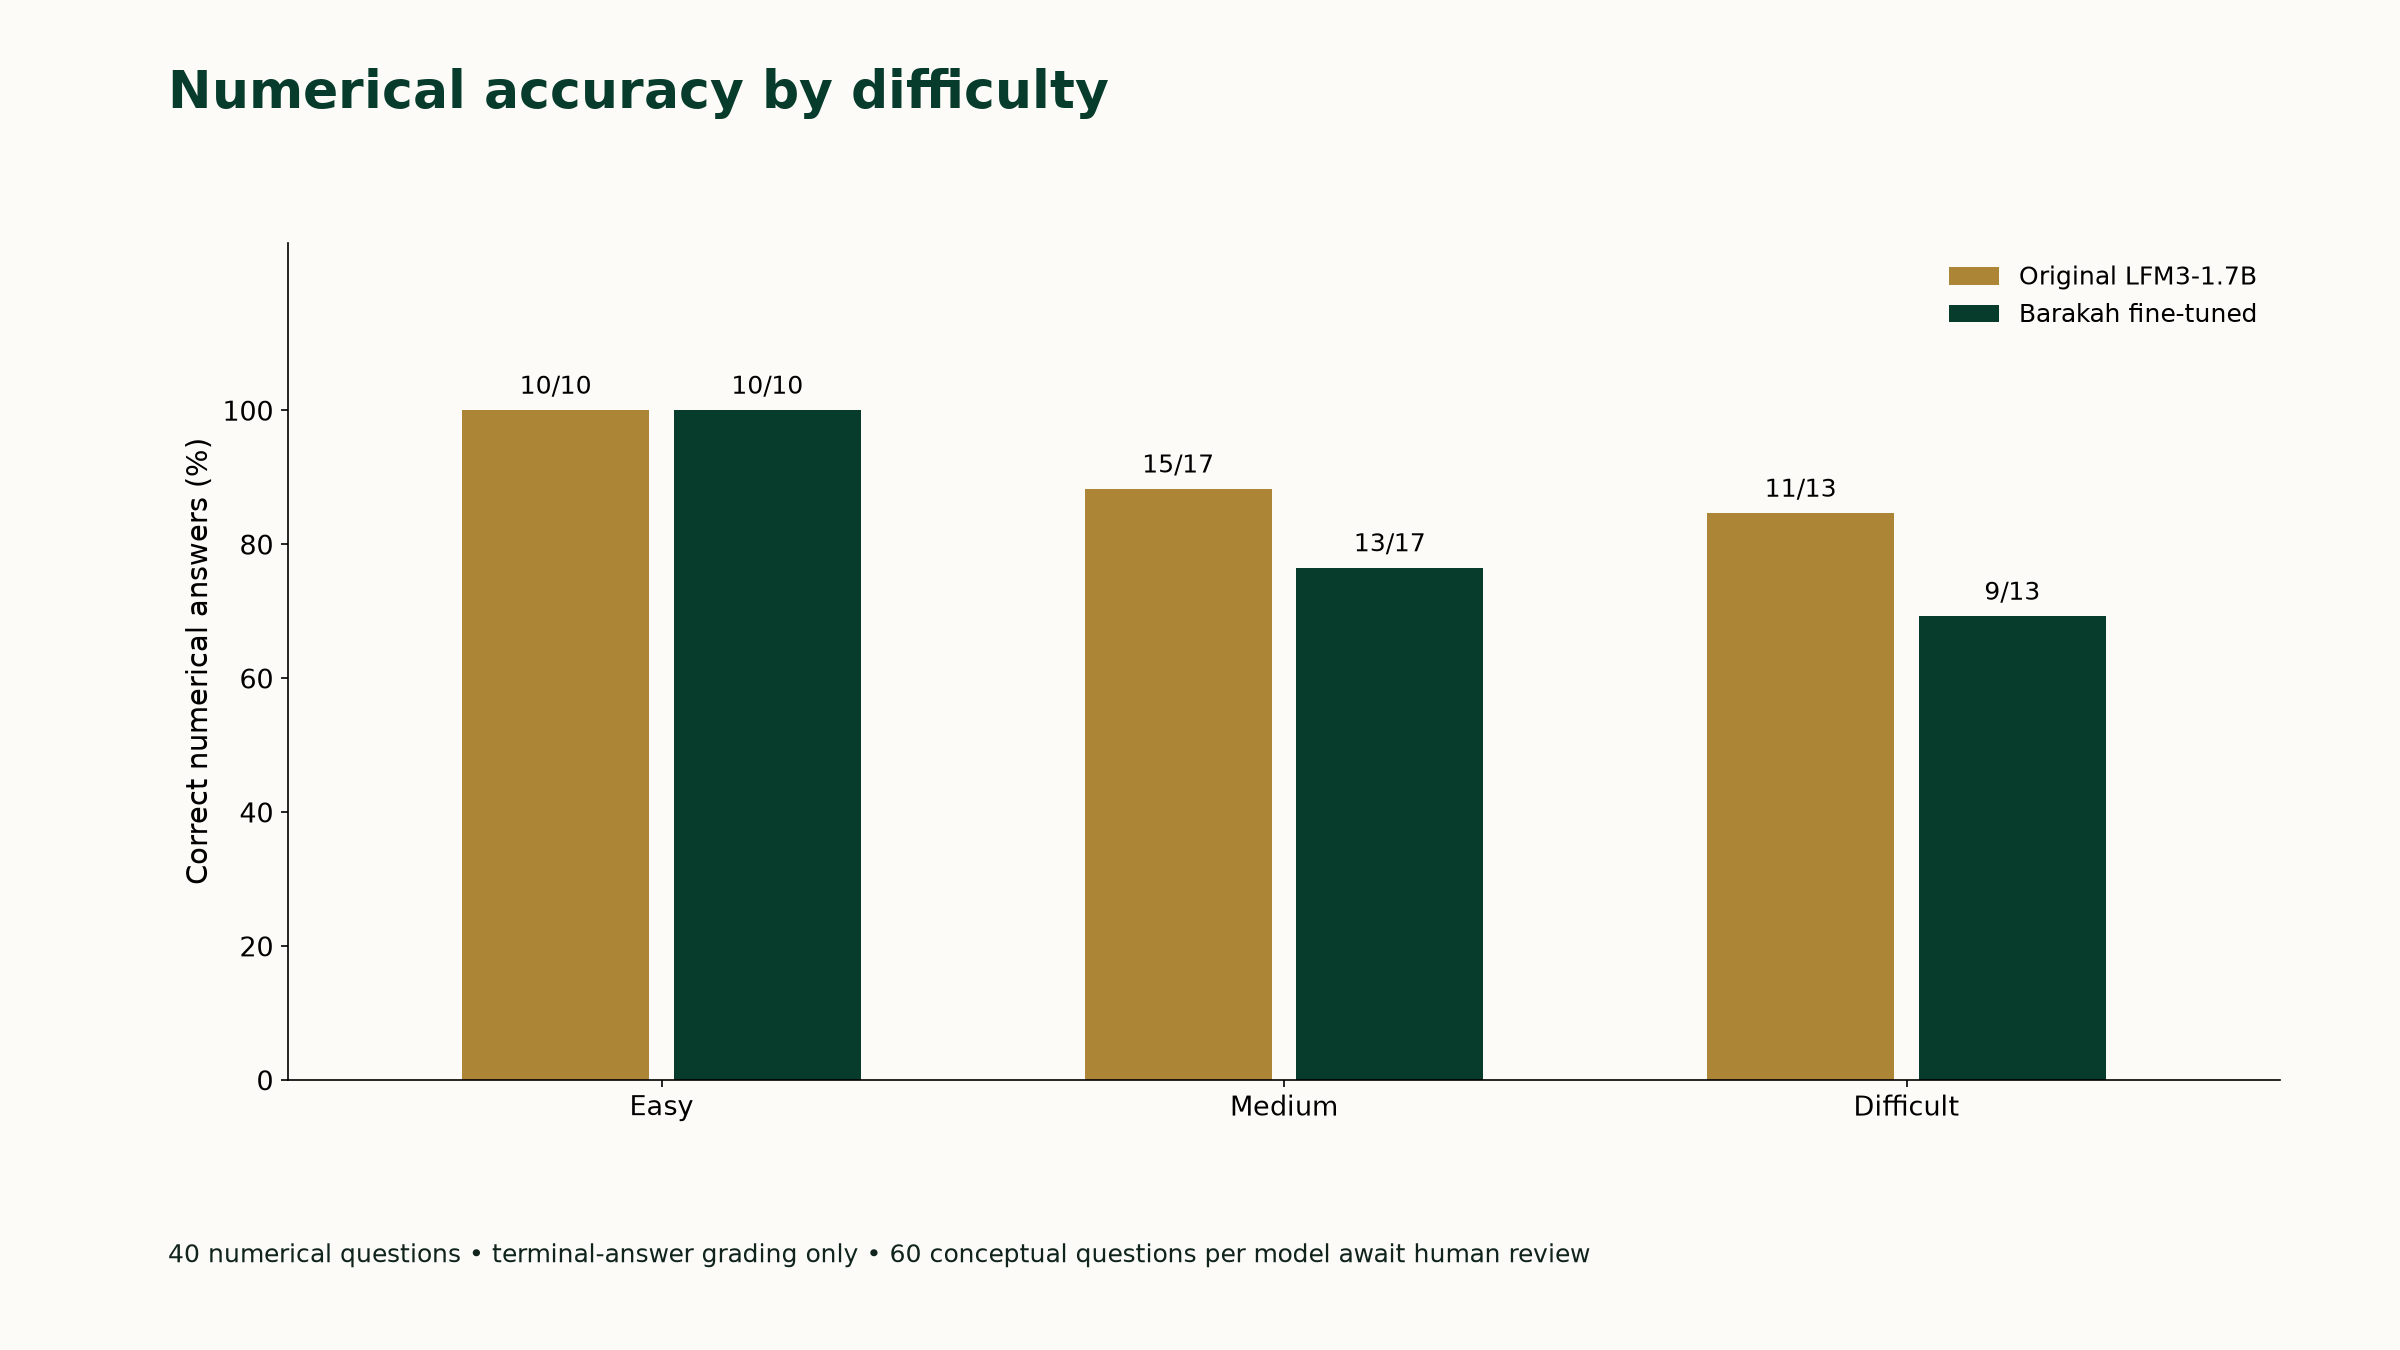 Numerical accuracy by difficulty
Original LFM3-1.7B
Barakah fine-tuned
10/10
10/10
15/17
13/17
11/13
9/13
Correct numerical answers (%)
100
80
60
40
20
0
Easy
Medium
Difficult
40 numerical questions • terminal-answer grading only • 60 conceptual questions per model await human review